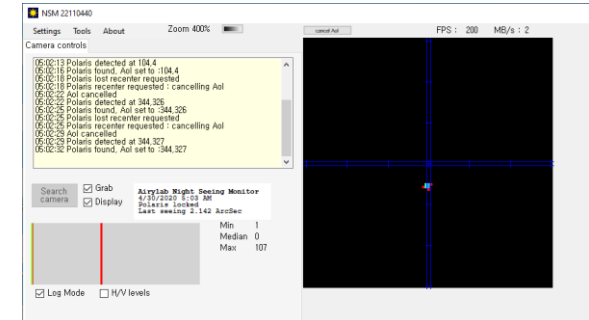 NSM 22110440
Settings Tools About Zoom 400%
cancel AoI FPS : 200 MB/s : 2
Camera controls
05:02:13 Polaris detected at 104,4
05:02:16 Polaris found, AoI set to :104,4
05:02:18 Polaris lost recenter requested
05:02:18 Polaris recenter requested : cancelling AoI
05:02:22 AoI cancelled
05:02:22 Polaris detected at 344,326
05:02:25 Polaris found, AoI set to :344,326
05:02:25 Polaris lost recenter requested
05:02:25 Polaris recenter requested : cancelling AoI
05:02:29 AoI cancelled
05:02:29 Polaris detected at 344,327
05:02:32 Polaris found, AoI set to :344,327
Search camera
Grab
Display
Airylab Night Seeing Monitor
4/30/2020 5:03 AM
Polaris locked
Last seeing 2.142 ArcSec
Min 1
Median 0
Max 107
Log Mode H/V levels